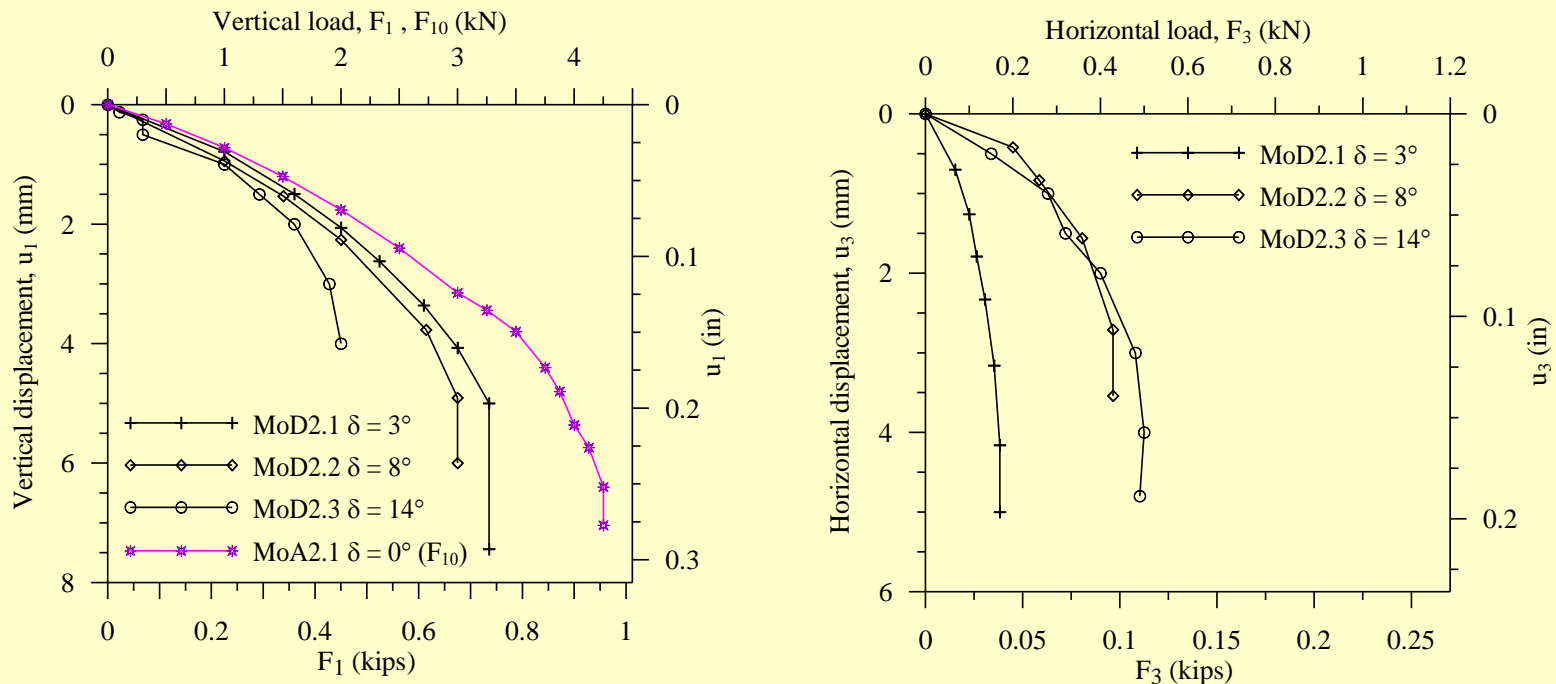 Vertical load, F₁ , F₁₀ (kN)
0 1 2 3 4
0 2 4 6 8
Vertical displacement, u₁ (mm)
0 0.1 0.2 0.3
u₁ (in)
MoD2.1 δ = 3°
MoD2.2 δ = 8°
MoD2.3 δ = 14°
MoA2.1 δ = 0° (F₁₀)
0 0.2 0.4 0.6 0.8 1
F₁ (kips)
Horizontal load, F₃ (kN)
0 0.2 0.4 0.6 0.8 1 1.2
0 2 4 6
Horizontal displacement, u₃ (mm)
0 0.1 0.2
u₃ (in)
MoD2.1 δ = 3°
MoD2.2 δ = 8°
MoD2.3 δ = 14°
0 0.05 0.1 0.15 0.2 0.25
F₃ (kips)